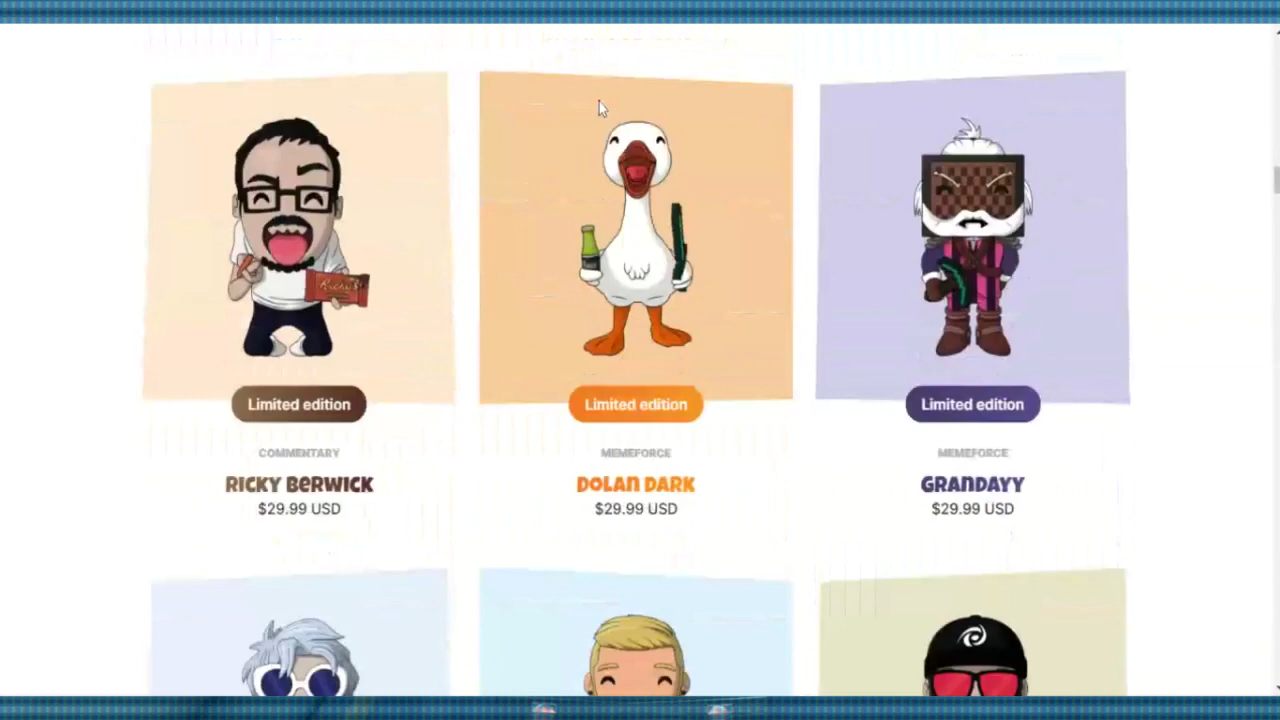 Limited edition
Limited edition
Limited edition
COMMENTARY
MEMEFORCE
MEMEFORCE
RICKY BERWICK
DOLAN DARK
GRANDAYY
$29.99 USD
$29.99 USD
$29.99 USD